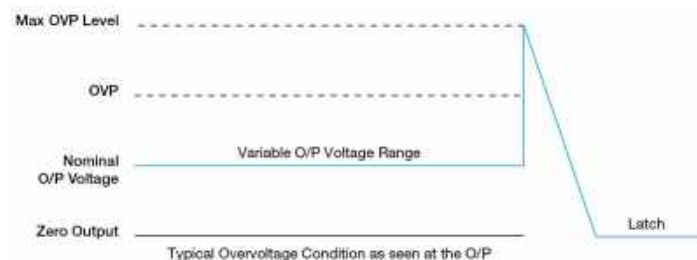 Max OVP Level
OVP
Variable O/P Voltage Range
Nominal
O/P Voltage
Zero Output
Latch
Typical Overvoltage Condition as seen at the O/P